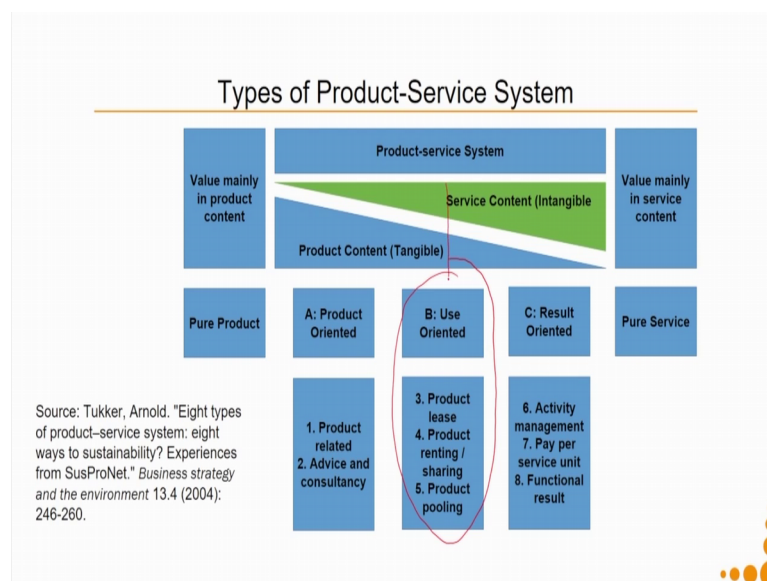 Types of Product-Service System
Value mainly
in product
content
Product-service System
Service Content (Intangible
Product Content (Tangible)
Value mainly
in service
content
Pure Product
A: Product
Oriented
B: Use
Oriented
C: Result
Oriented
Pure Service
1. Product
related
2. Advice and
consultancy
3. Product
lease
4. Product
renting /
sharing
5. Product
pooling
6. Activity
management
7. Pay per
service unit
8. Functional
result
Source: Tukker, Arnold. "Eight types
of product–service system: eight
ways to sustainability? Experiences
from SusProNet." Business strategy
and the environment 13.4 (2004):
246-260.